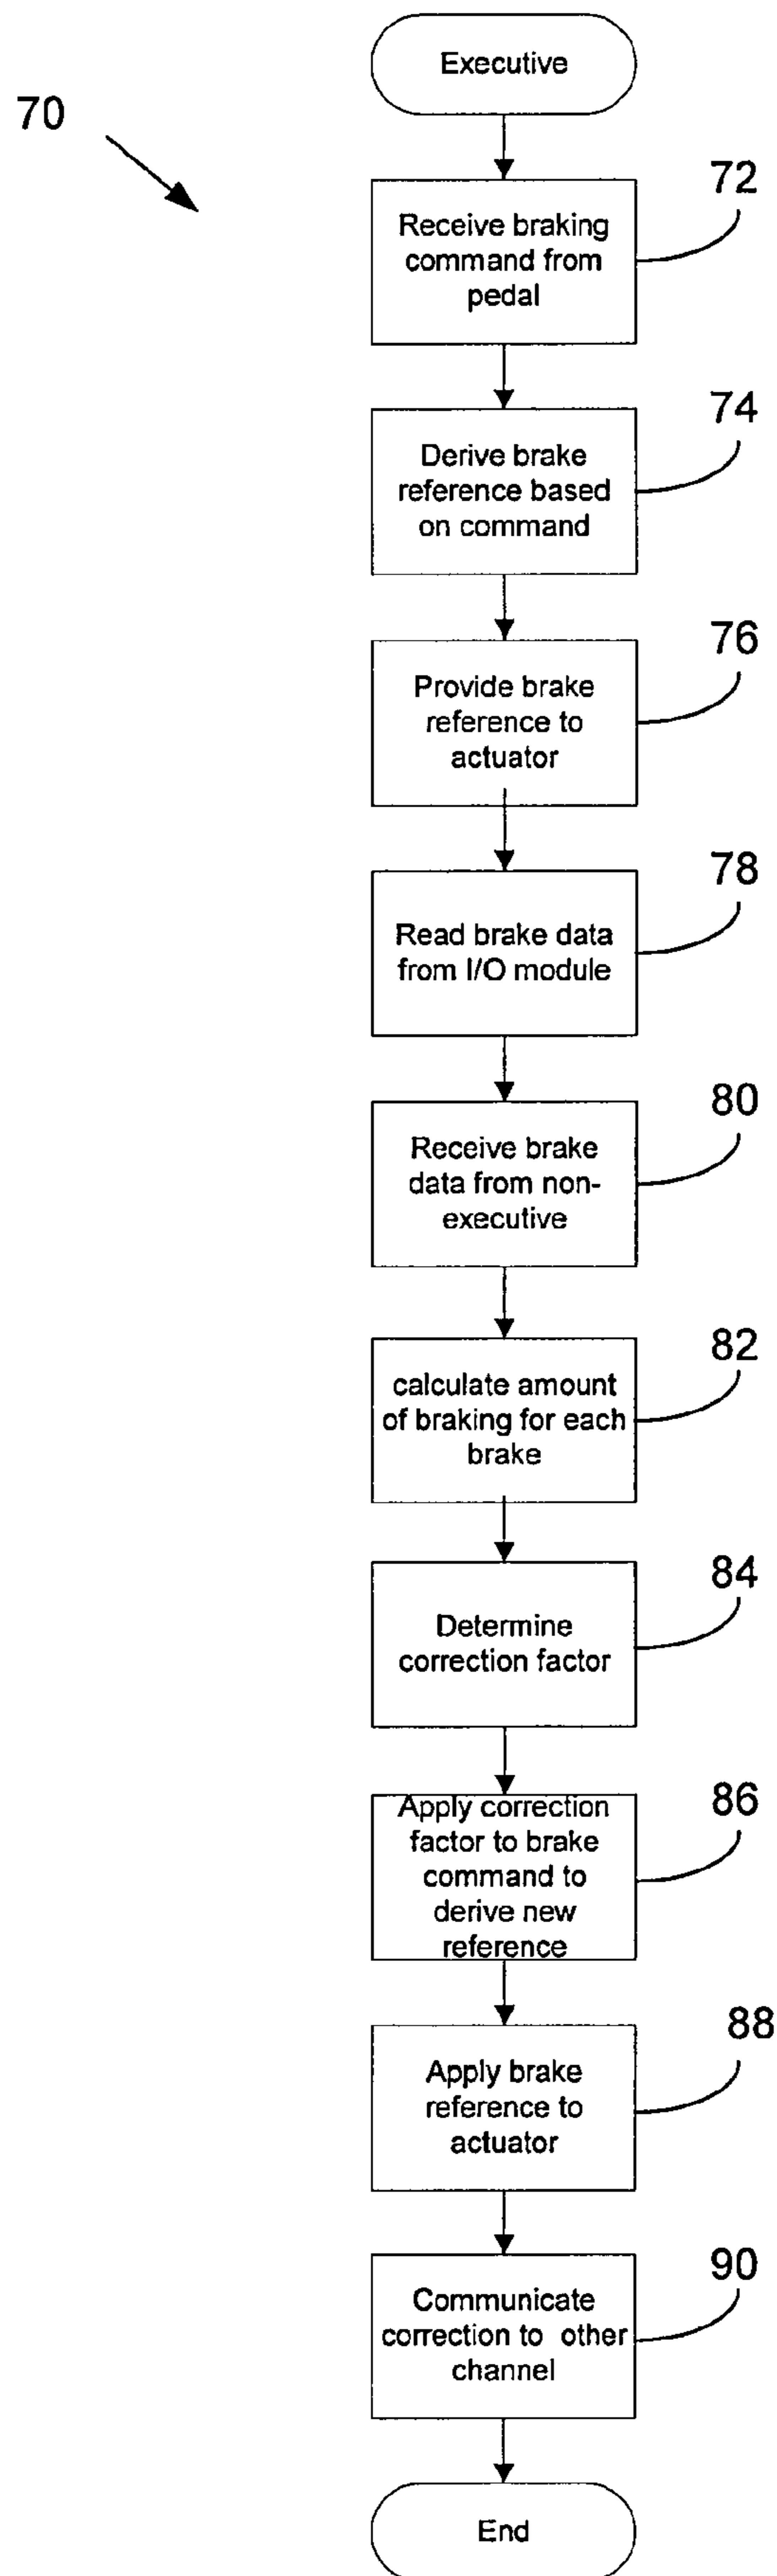 Executive
70
72
Receive braking
command from
pedal
74
Derive brake
reference based
on command
76
Provide brake
reference to
actuator
78
Read brake data
from I/O module
80
Receive brake
data from non-
executive
82
calculate amount
of braking for each
brake
84
Determine
correction factor
86
Apply correction
factor to brake
command to
derive new
reference
88
Apply brake
reference to
actuator
90
Communicate
correction to other
channel
End